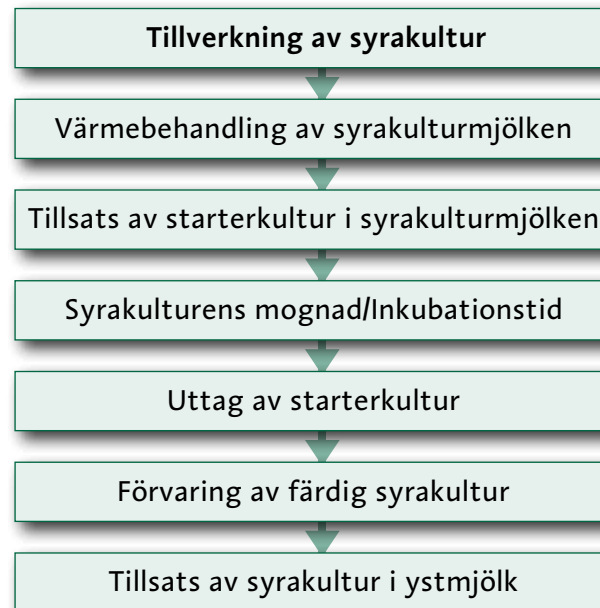 Tillverkning av syrakultur
Värmebehandling av syrakulturmjölken
Tillsats av starterkultur i syrakulturmjölken
Syrakulturens mognad/Inkubationstid
Uttag av starterkultur
Förvaring av färdig syrakultur
Tillsats av syrakultur i ystmjölk